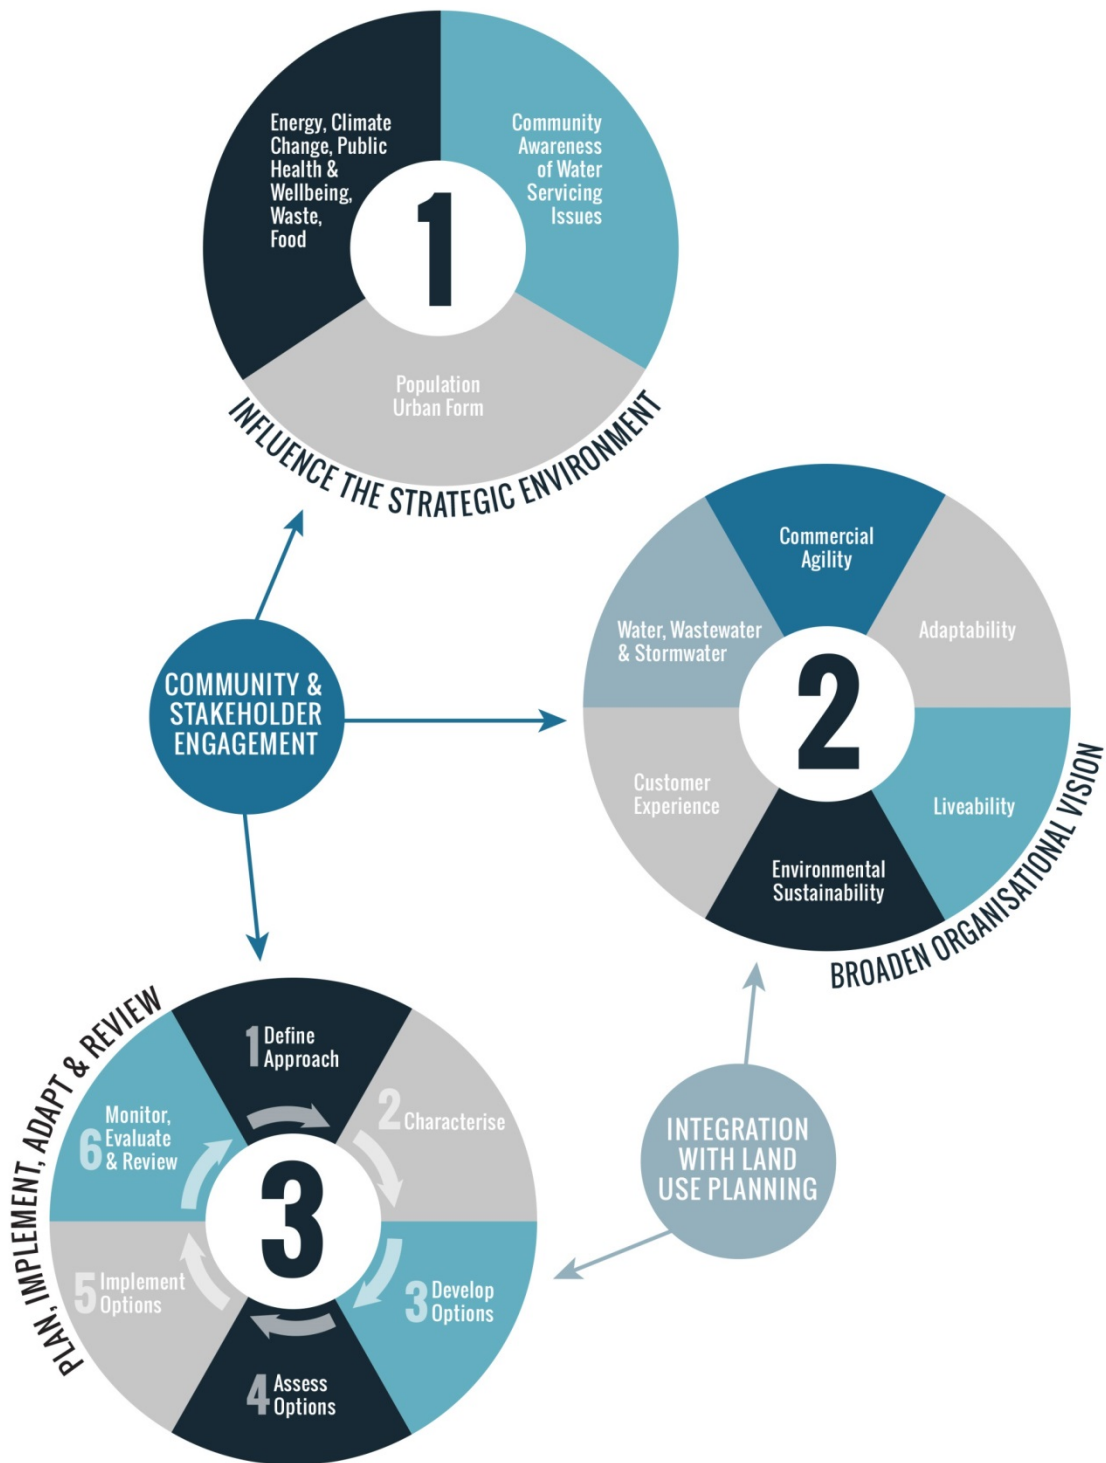 Energy, Climate
Change, Public
Health &
Wellbeing,
Waste,
Food
Community
Awareness
of Water
Servicing
Issues
1
Population
Urban Form
INFLUENCE THE STRATEGIC ENVIRONMENT
Commercial
Agility
Adaptability
Water, Wastewater
& Stormwater
2
Customer
Experience
Liveability
Environmental
Sustainability
BROADEN ORGANISATIONAL VISION
COMMUNITY &
STAKEHOLDER
ENGAGEMENT
PLAN, IMPLEMENT, ADAPT & REVIEW
1 Define
Approach
2 Characterise
3 Develop
Options
4 Assess
Options
5 Implement
Options
6 Monitor,
Evaluate
& Review
3
INTEGRATION
WITH LAND
USE PLANNING